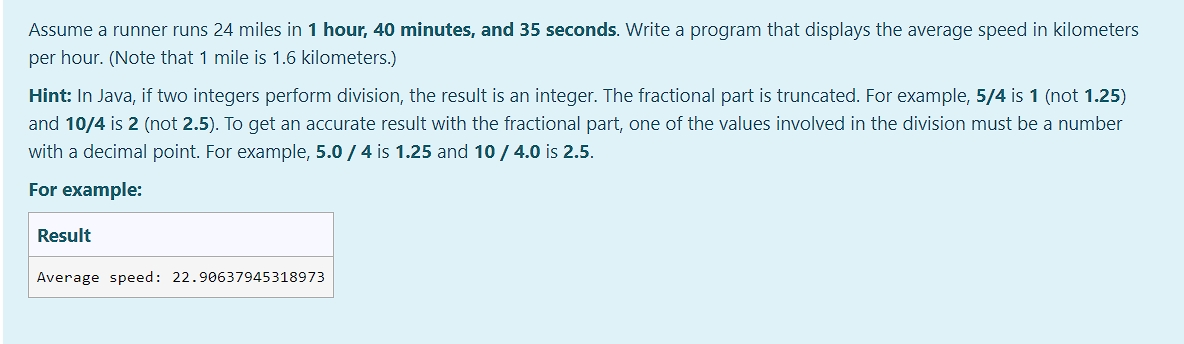 Assume a runner runs 24 miles in 1 hour, 40 minutes, and 35 seconds. Write a program that displays the average speed in kilometers
per hour. (Note that 1 mile is 1.6 kilometers.)
Hint: In Java, if two integers perform division, the result is an integer. The fractional part is truncated. For example, 5/4 is 1 (not 1.25)
and 10/4 is 2 (not 2.5). To get an accurate result with the fractional part, one of the values involved in the division must be a number
with a decimal point. For example, 5.0 / 4 is 1.25 and 10 / 4.0 is 2.5.
For example:
Result
Average speed: 22.90637945318973